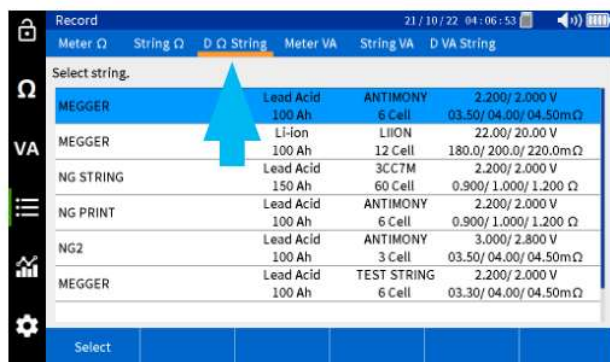 Record 21/10/22 04:06:53
Meter Ω String Ω D Ω String Meter VA String VA D VA String
Select string.
Ω
VA
MEGGER Lead Acid ANTIMONY 2.200/ 2.000 V
100 Ah 6 Cell 03.50/ 04.00/ 04.50mΩ
MEGGER Li-ion LIION 22.00/ 20.00 V
100 Ah 12 Cell 180.0/ 200.0/ 220.0mΩ
NG STRING Lead Acid 3CC7M 2.200/ 2.000 V
150 Ah 60 Cell 0.900/ 1.000/ 1.200 Ω
NG PRINT Lead Acid ANTIMONY 2.200/ 2.000 V
100 Ah 6 Cell 0.900/ 1.000/ 1.200 Ω
NG2 Lead Acid ANTIMONY 3.000/ 2.800 V
100 Ah 3 Cell 03.50/ 04.00/ 04.50mΩ
MEGGER Lead Acid TEST STRING 2.200/ 2.000 V
100 Ah 6 Cell 03.30/ 04.00/ 04.50mΩ
Select